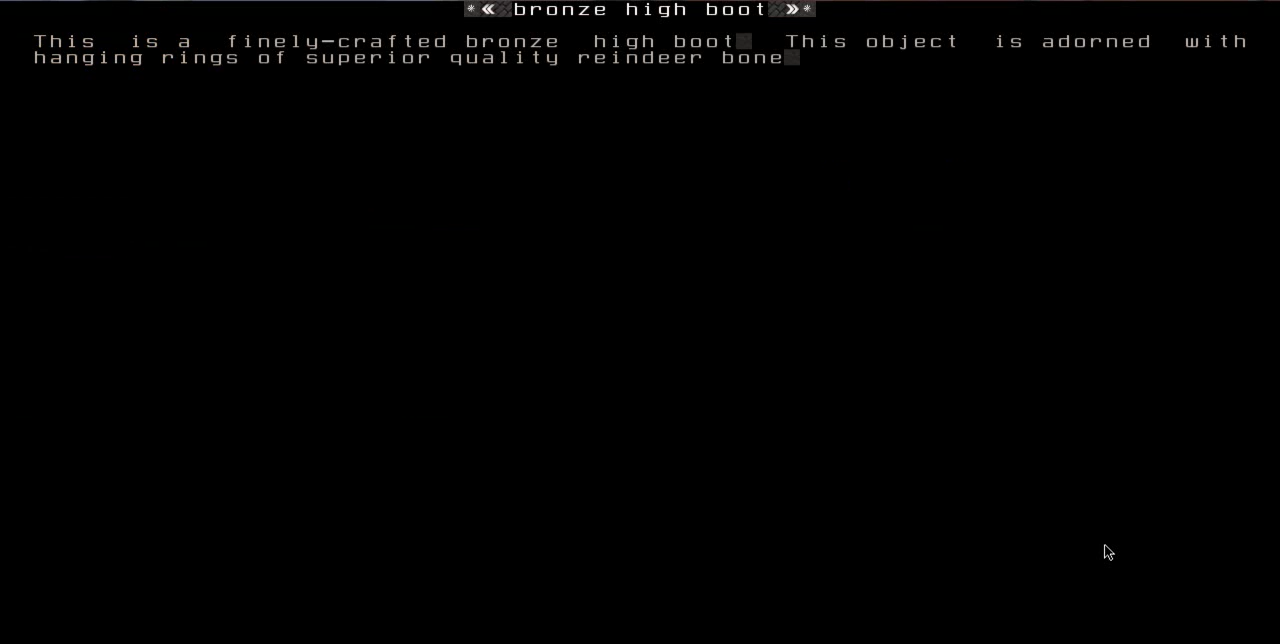 *«bronze high boot»*
This is a finely-crafted bronze high boot This object is adorned with
hanging rings of superior quality reindeer bone